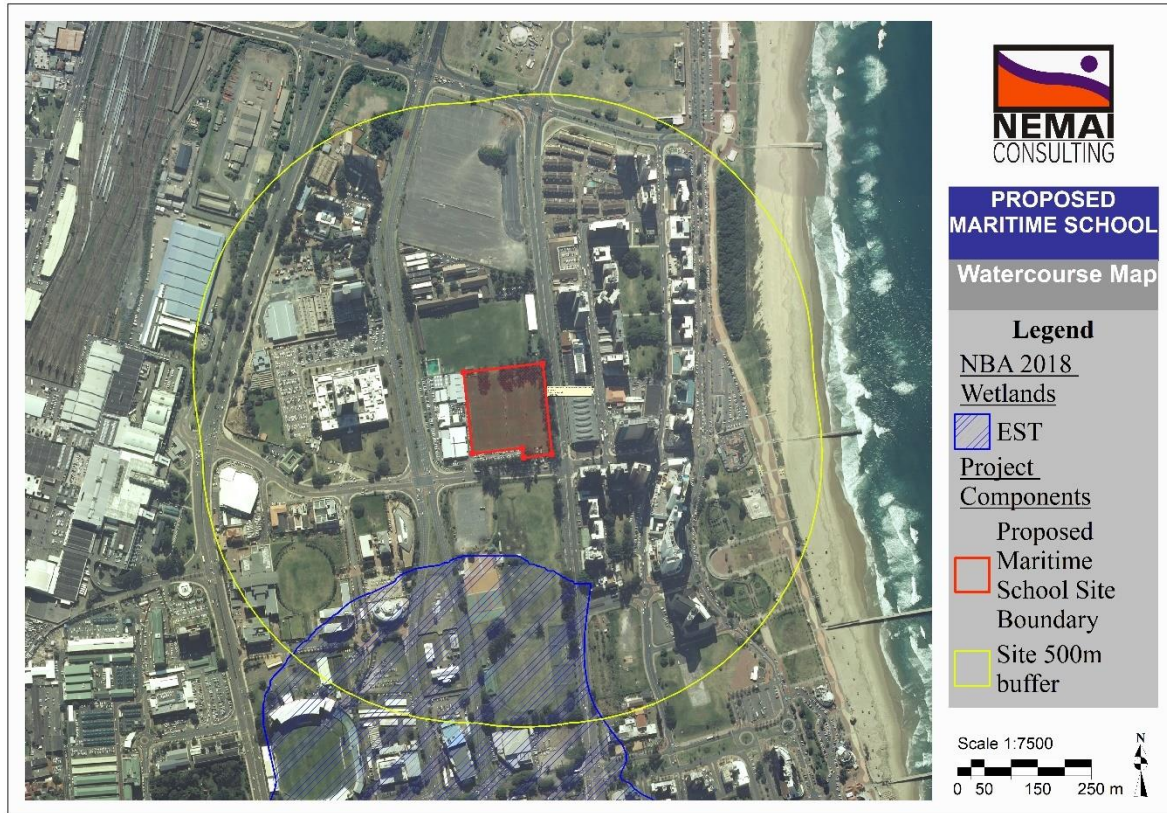 NEMAI
CONSULTING
PROPOSED
MARITIME SCHOOL
Watercourse Map
Legend
NBA 2018
Wetlands
EST
Project
Components
Proposed
Maritime
School Site
Boundary
Site 500m
buffer
Scale 1:7500
N
0 50 150 250 m